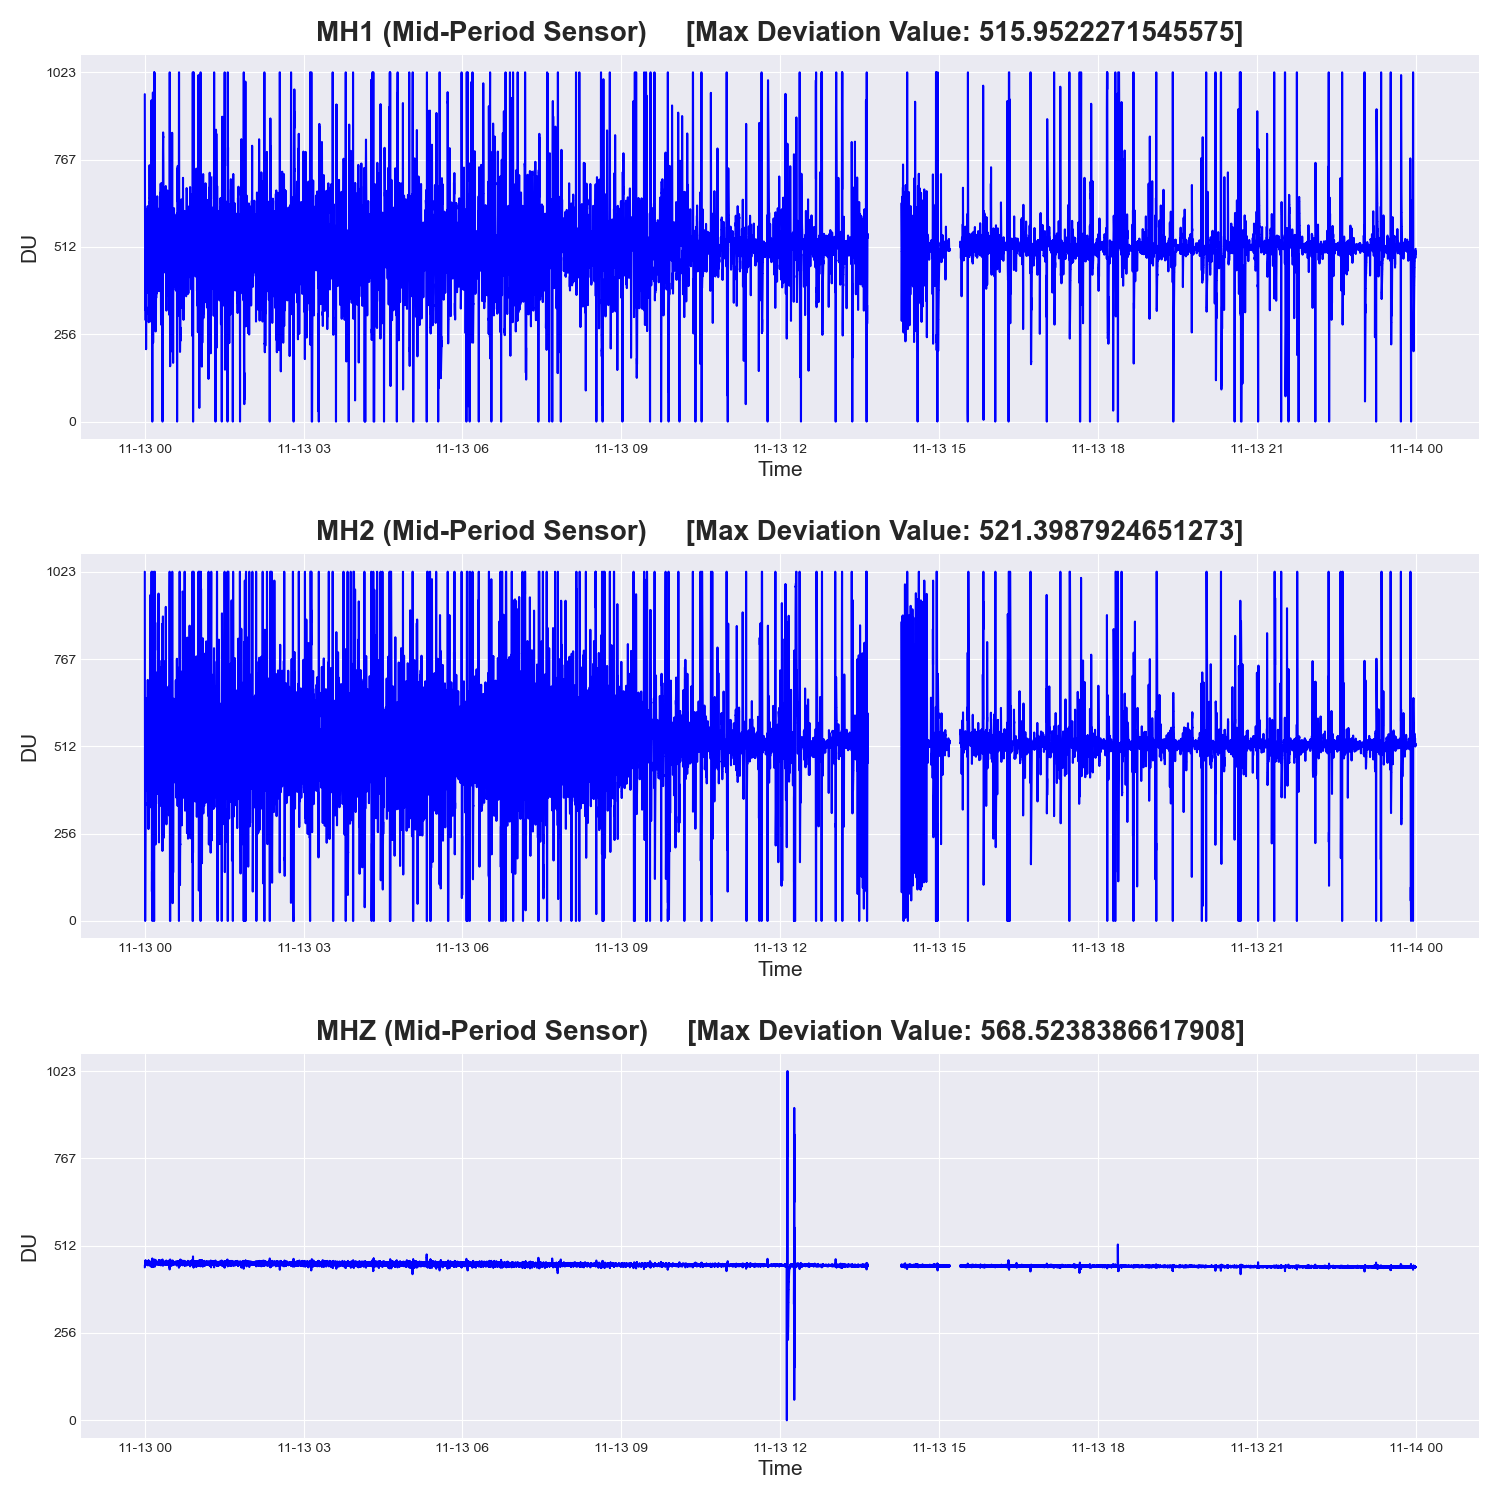 MH1 (Mid-Period Sensor) [Max Deviation Value: 515.9522271545575]
1023
767
512
256
0
DU
11-13 00 11-13 03 11-13 06 11-13 09 11-13 12 11-13 15 11-13 18 11-13 21 11-14 00
Time
MH2 (Mid-Period Sensor) [Max Deviation Value: 521.3987924651273]
1023
767
512
256
0
DU
11-13 00 11-13 03 11-13 06 11-13 09 11-13 12 11-13 15 11-13 18 11-13 21 11-14 00
Time
MHZ (Mid-Period Sensor) [Max Deviation Value: 568.5238386617908]
1023
767
512
256
0
DU
11-13 00 11-13 03 11-13 06 11-13 09 11-13 12 11-13 15 11-13 18 11-13 21 11-14 00
Time